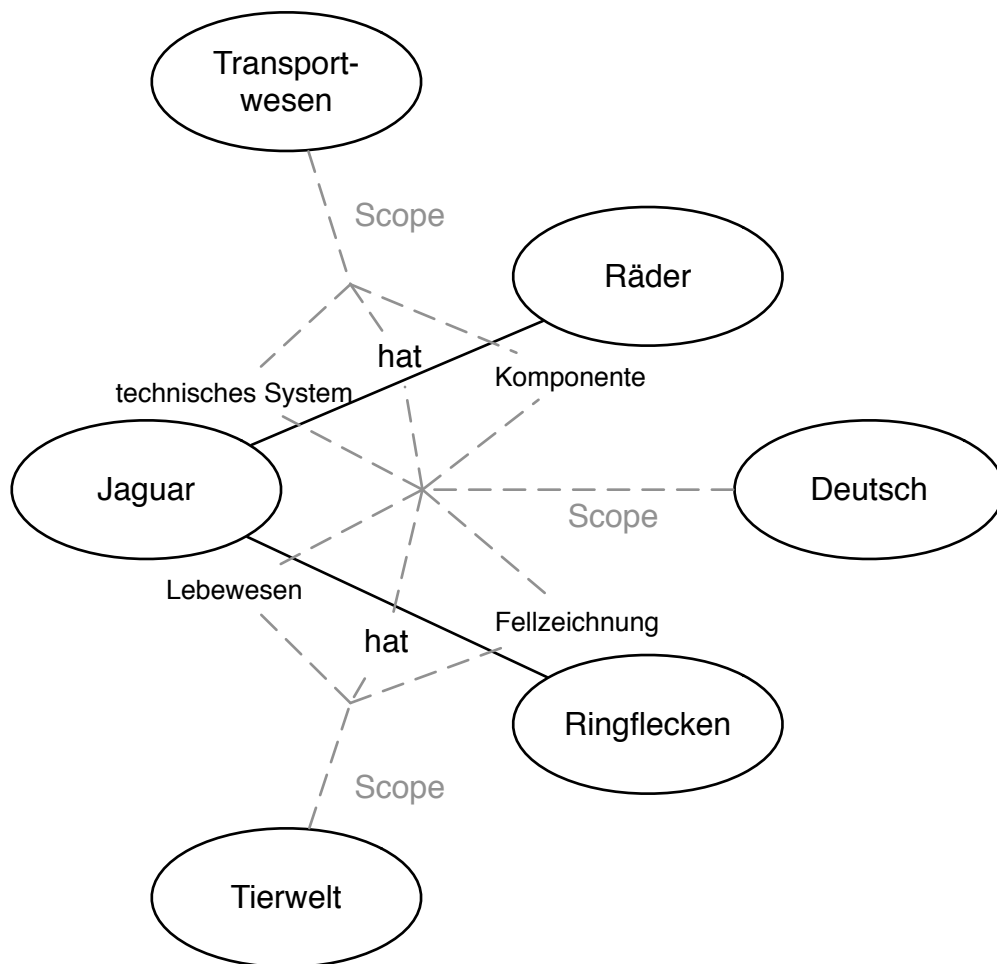 Transport-
wesen
Scope
Räder
hat
Komponente
technisches System
Jaguar
Deutsch
Scope
Lebewesen
Fellzeichnung
hat
Ringflecken
Scope
Tierwelt